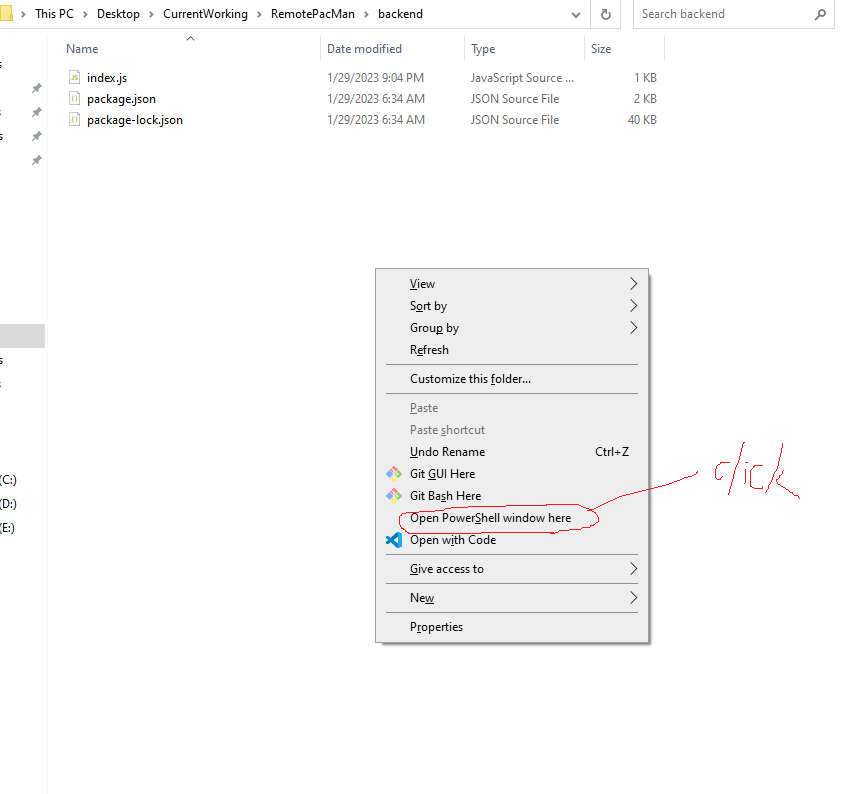 This PC > Desktop > CurrentWorking > RemotePacMan > backend
Search backend
Name Date modified Type Size
index.js 1/29/2023 9:04 PM JavaScript Source ... 1 KB
package.json 1/29/2023 6:34 AM JSON Source File 2 KB
package-lock.json 1/29/2023 6:34 AM JSON Source File 40 KB
View
Sort by
Group by
Refresh
Customize this folder...
Paste
Paste shortcut
Undo Rename Ctrl+Z
Git GUI Here
click
(C:)
Git Bash Here
(D:)
Open PowerShell window here
(E:)
Open with Code
Give access to
New
Properties